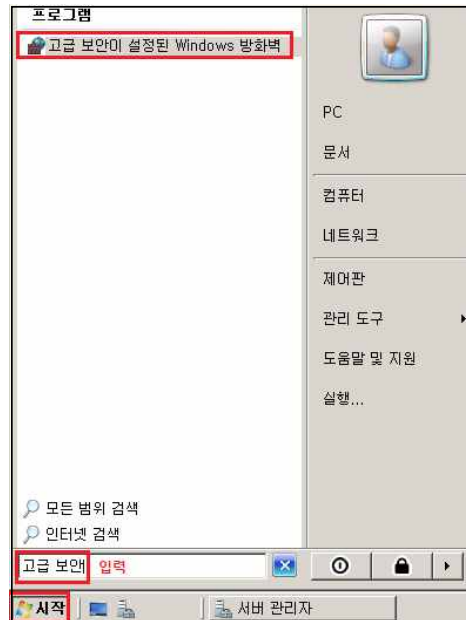 프로그램
고급 보안이 설정된 Windows 방화벽
PC
문서
컴퓨터
네트워크
제어판
관리 도구
도움말 및 지원
실행...
모든 범위 검색
인터넷 검색
고급 보안 입력
시작
서버 관리자